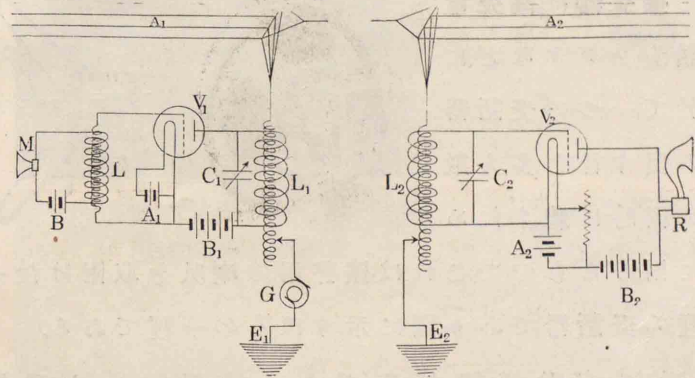 A₁
A₂
V₁
M
L
C₁
L₁
B
A₁
B₁
G
E₁
V₂
L₂
C₂
A₂
R
B₂
E₂